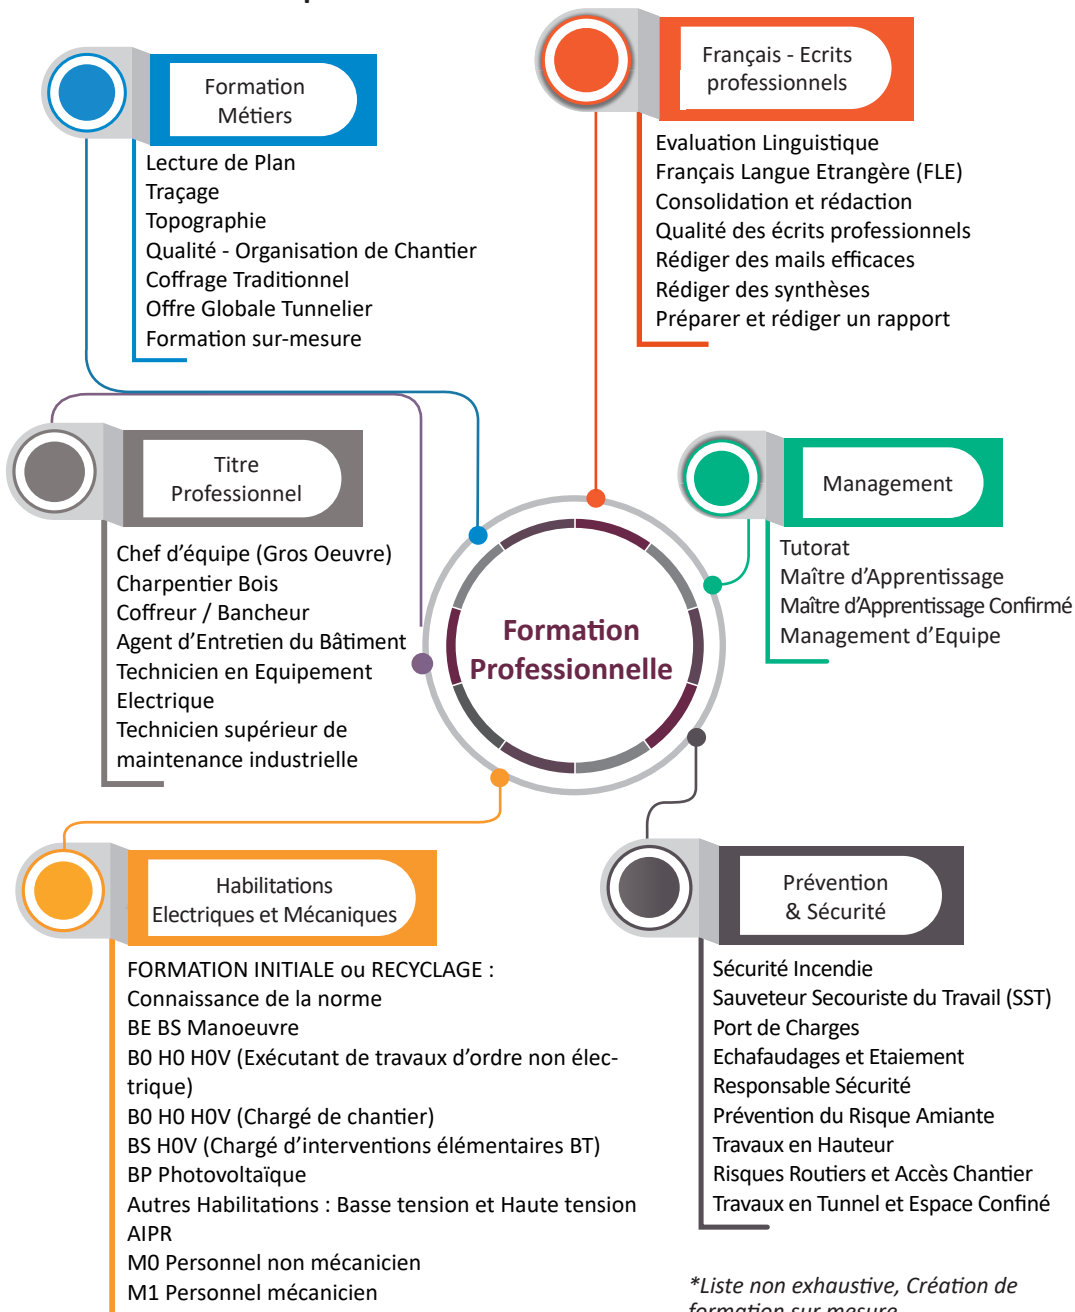 Formation
Métiers
Lecture de Plan
Traçage
Topographie
Qualité - Organisation de Chantier
Coffrage Traditionnel
Offre Globale Tunnelier
Formation sur-mesure
Français - Ecrits
professionnels
Evaluation Linguistique
Français Langue Etrangère (FLE)
Consolidation et rédaction
Qualité des écrits professionnels
Rédiger des mails efficaces
Rédiger des synthèses
Préparer et rédiger un rapport
Titre
Professionnel
Chef d’équipe (Gros Oeuvre)
Charpentier Bois
Coffreur / Bancheur
Agent d’Entretien du Bâtiment
Technicien en Equipement
Electrique
Technicien supérieur de
maintenance industrielle
Formation
Professionnelle
Management
Tutorat
Maître d’Apprentissage
Maître d’Apprentissage Confirmé
Management d’Equipe
Habilitations
Electriques et Mécaniques
FORMATION INITIALE ou RECYCLAGE :
Connaissance de la norme
BE BS Manoeuvre
B0 H0 H0V (Exécutant de travaux d’ordre non élec-
trique)
B0 H0 H0V (Chargé de chantier)
BS H0V (Chargé d’interventions élémentaires BT)
BP Photovoltaïque
Autres Habilitations : Basse tension et Haute tension
AIPR
M0 Personnel non mécanicien
M1 Personnel mécanicien
Prévention
& Sécurité
Sécurité Incendie
Sauveteur Secouriste du Travail (SST)
Port de Charges
Echafaudages et Etaiement
Responsable Sécurité
Prévention du Risque Amiante
Travaux en Hauteur
Risques Routiers et Accès Chantier
Travaux en Tunnel et Espace Confiné
*Liste non exhaustive, Création de
formation sur mesure